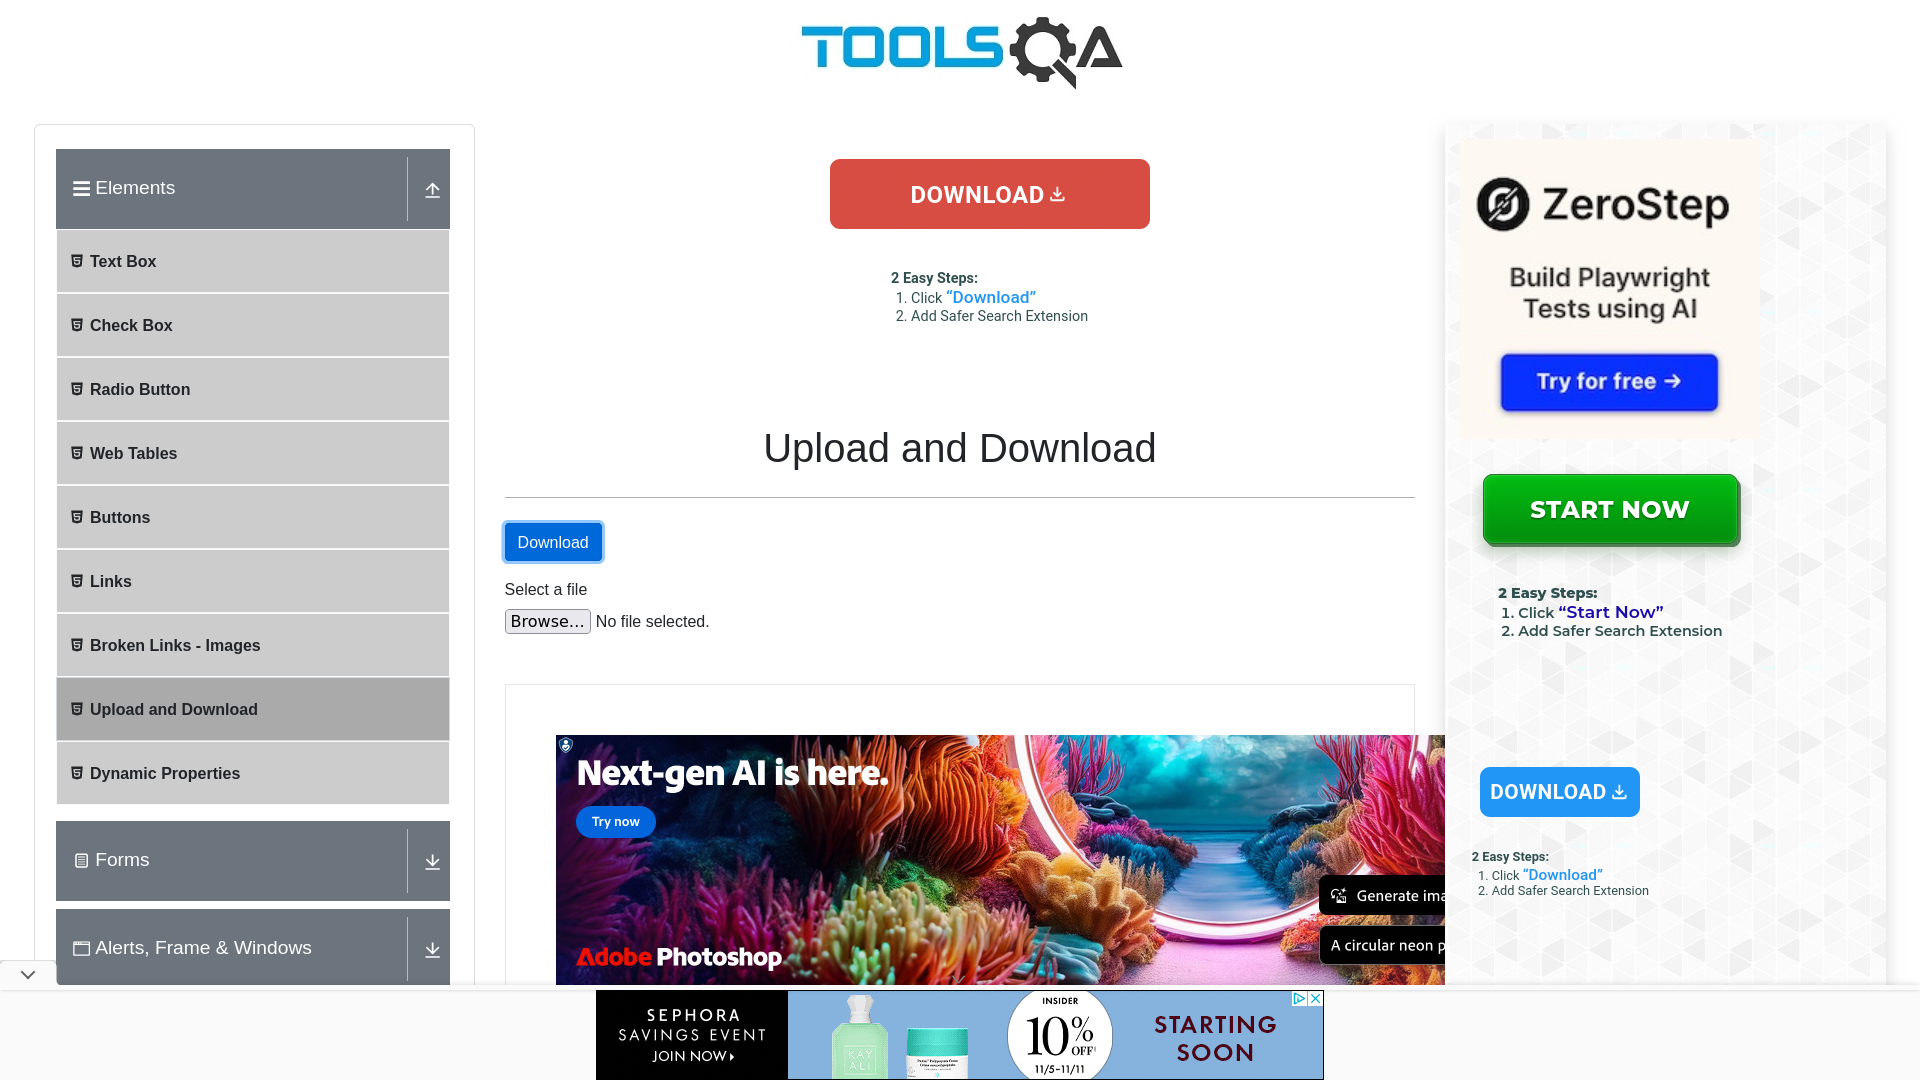 TOOLSQA
Elements
Text Box
Check Box
Radio Button
Web Tables
Buttons
Links
Broken Links - Images
Upload and Download
Dynamic Properties
Forms
Alerts, Frame & Windows
DOWNLOAD
2 Easy Steps:
1. Click “Download”
2. Add Safer Search Extension
Upload and Download
Download
Select a file
Browse... No file selected.
Next-gen AI is here.
Try now
Generate ima
A circular neon p
Adobe Photoshop
ZeroStep
Build Playwright
Tests using AI
Try for free →
START NOW
2 Easy Steps:
1. Click “Start Now”
2. Add Safer Search Extension
DOWNLOAD
2 Easy Steps:
1. Click “Download”
2. Add Safer Search Extension
SEPHORA
SAVINGS EVENT
JOIN NOW
KAY
ALI
INSIDER
10% OFF
11/5–11/11
STARTING
SOON